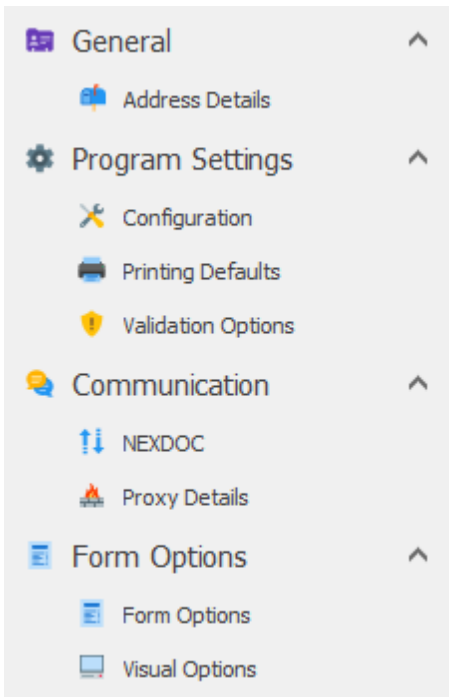 General
Address Details
Program Settings
Configuration
Printing Defaults
Validation Options
Communication
NEXDOC
Proxy Details
Form Options
Form Options
Visual Options